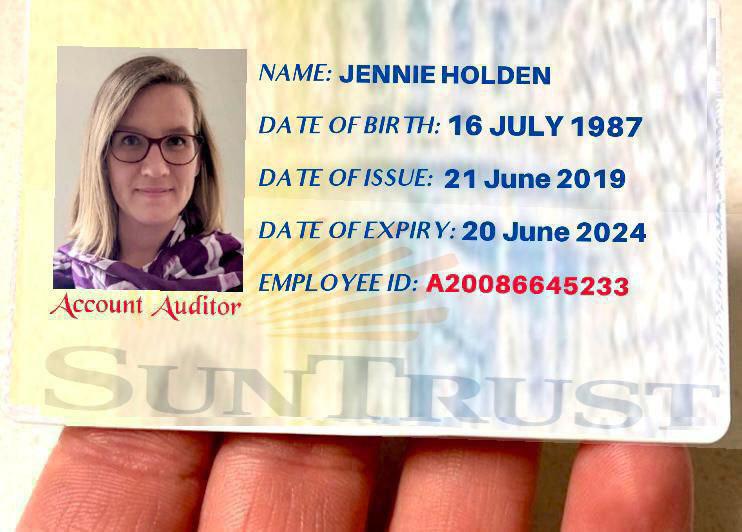 NAME: JENNIE HOLDEN
DATE OF BIRTH: 16 JULY 1987
DATE OF ISSUE: 21 June 2019
DATE OF EXPIRY: 20 June 2024
EMPLOYEE ID: A20086645233
Account Auditor
SUNTRUST